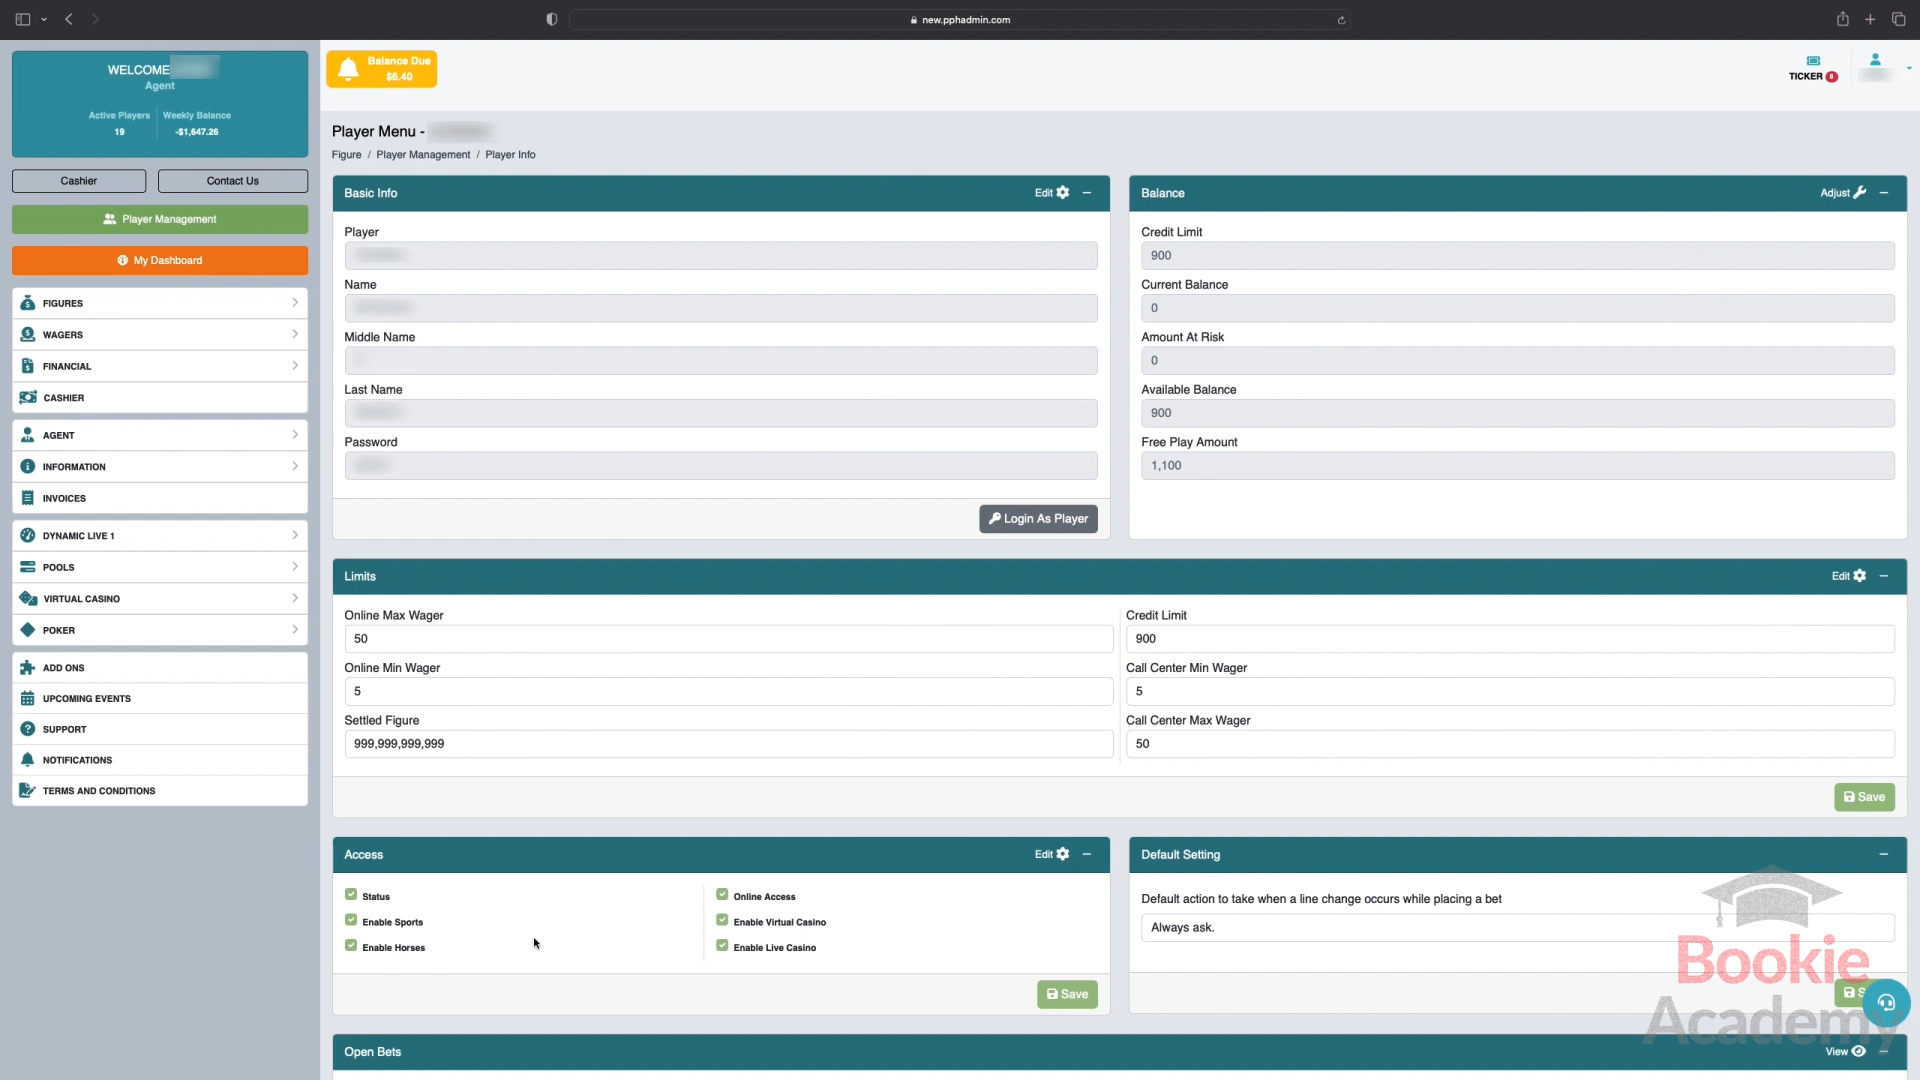 new.pphadmin.com
WELCOME
Agent
Active Players
19
Weekly Balance
-$1,647.26
Cashier
Contact Us
Player Management
My Dashboard
FIGURES
WAGERS
FINANCIAL
CASHIER
AGENT
INFORMATION
INVOICES
DYNAMIC LIVE 1
POOLS
VIRTUAL CASINO
POKER
ADD ONS
UPCOMING EVENTS
SUPPORT
NOTIFICATIONS
TERMS AND CONDITIONS
Balance Due
$6.40
TICKER 8
Player Menu -
Figure / Player Management / Player Info
Basic Info
Edit
Player
Name
Middle Name
Last Name
Password
Login As Player
Balance
Adjust
Credit Limit
900
Current Balance
0
Amount At Risk
0
Available Balance
900
Free Play Amount
1,100
Limits
Edit
Online Max Wager
50
Online Min Wager
5
Settled Figure
999,999,999,999
Credit Limit
900
Call Center Min Wager
5
Call Center Max Wager
50
Save
Access
Edit
Status
Enable Sports
Enable Horses
Online Access
Enable Virtual Casino
Enable Live Casino
Save
Default Setting
Default action to take when a line change occurs while placing a bet
Always ask.
Bookie
Academy
Open Bets
View